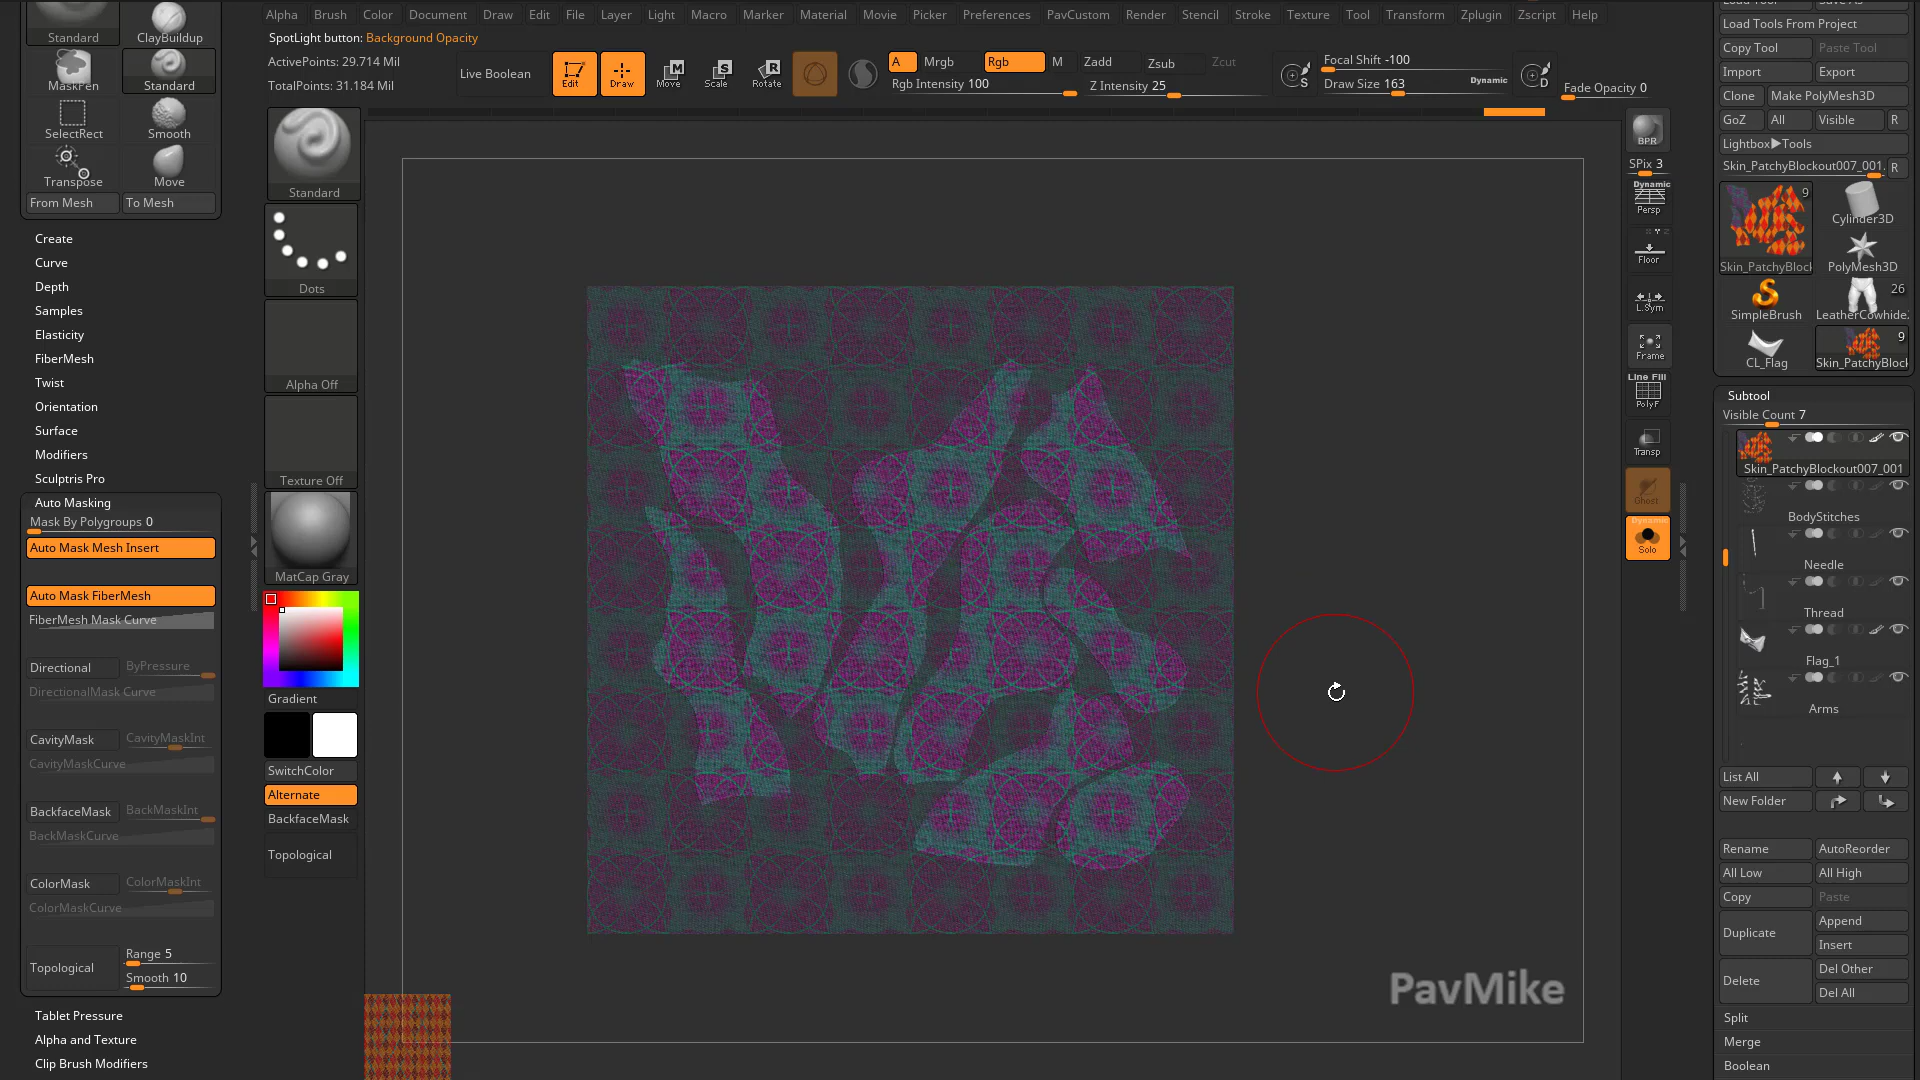 Alpha Brush Color Document Draw Edit File Layer Light Macro Marker Material Movie Picker Preferences PavCustom Render Stencil Stroke Texture Tool Transform Zplugin Zscript Help
SpotLight button: Background Opacity
ActivePoints: 29.714 Mil
TotalPoints: 31.184 Mil
Live Boolean
Edit
Draw
Move
Scale
Rotate
A
Mrgb
Rgb
M
Zadd
Zsub
Zcut
Rgb Intensity 100
Z Intensity 25
Focal Shift -100
Draw Size 163
Dynamic
Fade Opacity 0
Standard
ClayBuildup
MaskPen
Standard
SelectRect
Smooth
Transpose
Move
From Mesh
To Mesh
Create
Curve
Depth
Samples
Elasticity
FiberMesh
Twist
Orientation
Surface
Modifiers
Sculptris Pro
Auto Masking
Mask By Polygroups 0
Auto Mask Mesh Insert
Auto Mask FiberMesh
FiberMesh Mask Curve
Directional
ByPressure
DirectionalMask Curve
CavityMask
CavityMaskInt
CavityMaskCurve
BackfaceMask
BackMaskInt
BackMaskCurve
ColorMask
ColorMaskInt
ColorMaskCurve
Topological
Range 5
Smooth 10
Tablet Pressure
Alpha and Texture
Clip Brush Modifiers
Standard
Dots
Alpha Off
Texture Off
MatCap Gray
Gradient
SwitchColor
Alternate
BackfaceMask
Topological
PavMike
BPR
SPix 3
Dynamic
Persp
Floor
L.Sym
Frame
Line Fill
PolyF
Transp
Ghost
Dynamic
Solo
Load Tools From Project
Copy Tool
Paste Tool
Import
Export
Clone
Make PolyMesh3D
GoZ
All
Visible
R
Lightbox▶Tools
Skin_PatchyBlockout007_001.
R
9
Skin_PatchyBlock
Cylinder3D
PolyMesh3D
SimpleBrush
26
LeatherCowhide
CL_Flag
9
Skin_PatchyBlock
Subtool
Visible Count 7
Skin_PatchyBlockout007_001
BodyStitches
Needle
Thread
Flag_1
Arms
List All
New Folder
Rename
AutoReorder
All Low
All High
Copy
Paste
Duplicate
Append
Insert
Delete
Del Other
Del All
Split
Merge
Boolean